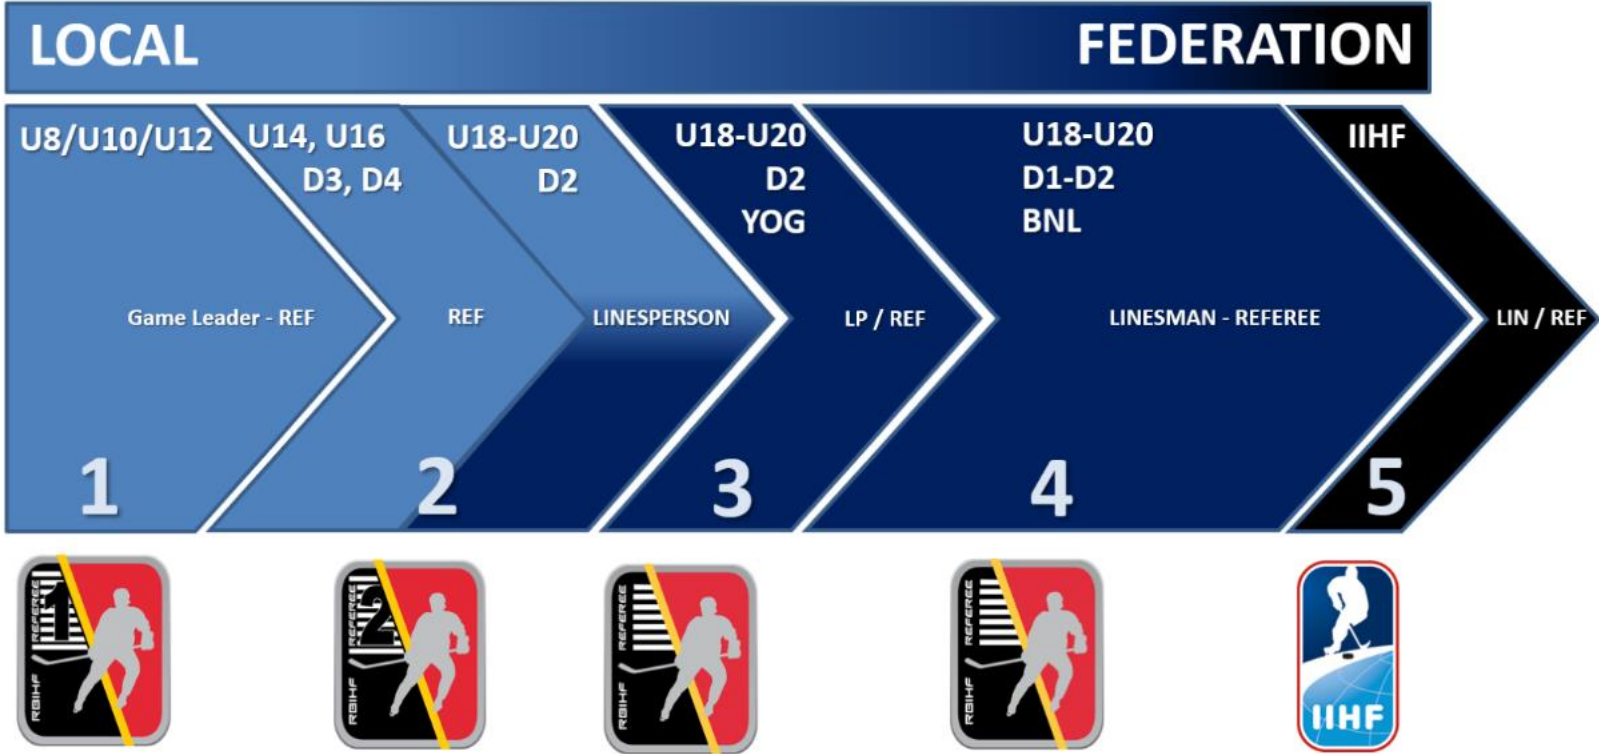 LOCAL FEDERATION
U8/U10/U12
Game Leader - REF
1
U14, U16
D3, D4
REF
2
U18-U20
D2
LINESPERSON
U18-U20
D2
YOG
LP / REF
3
U18-U20
D1-D2
BNL
LINESMAN - REFEREE
4
IIHF
LIN / REF
5
RBIHF REFEREE
1
RBIHF REFEREE
2
RBIHF REFEREE
RBIHF REFEREE
IIHF